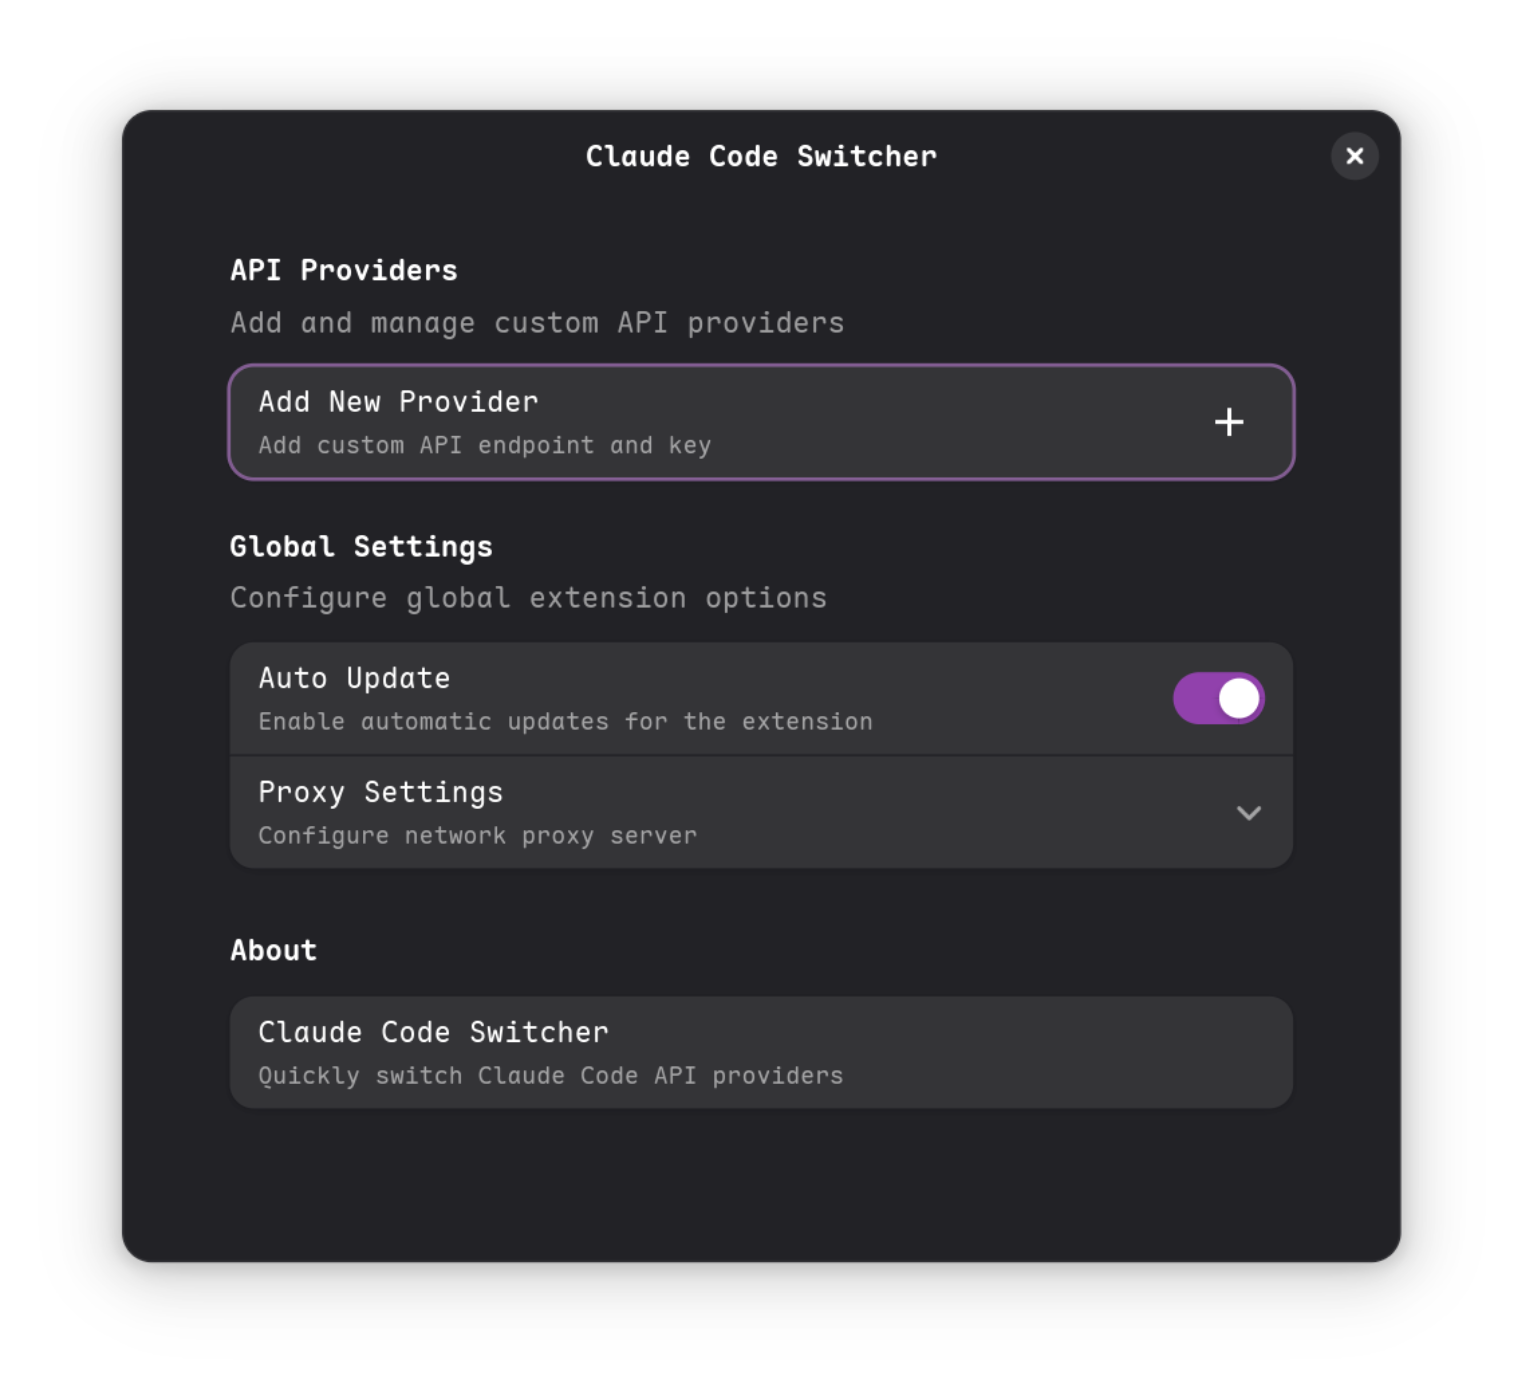 Claude Code Switcher
API Providers
Add and manage custom API providers
Add New Provider
Add custom API endpoint and key
Global Settings
Configure global extension options
Auto Update
Enable automatic updates for the extension
Proxy Settings
Configure network proxy server
About
Claude Code Switcher
Quickly switch Claude Code API providers